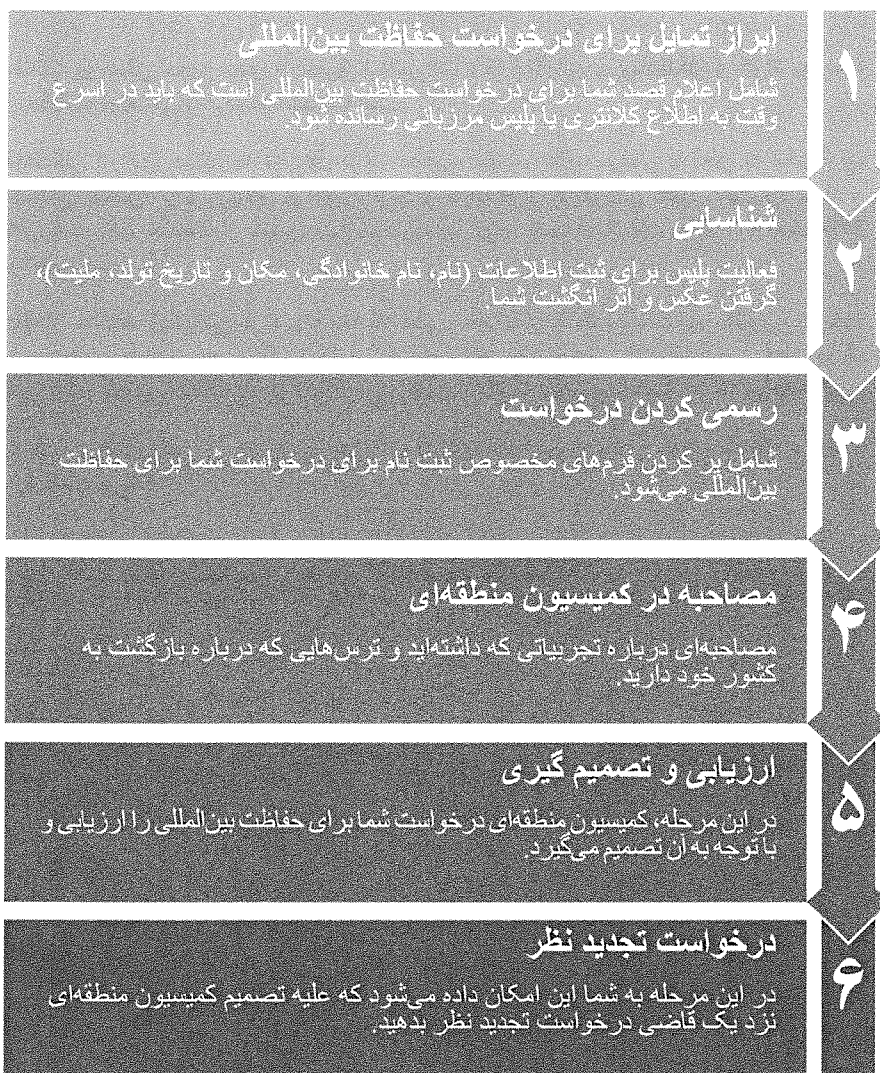 ۱
ابراز تمایل برای درخواست حفاظت بین‌المللی
شامل اعلام قصد شما برای درخواست حفاظت بین‌المللی است که باید در اسرع
وقت به اطلاع کلانتری یا پلیس مرزبانی رسانده شود.
۲
شناسایی
فعالیت پلیس برای ثبت اطلاعات (نام، نام خانوادگی، مکان و تاریخ تولد، ملیت)،
گرفتن عکس و اثر انگشت شما.
۳
رسمی کردن درخواست
شامل پر کردن فرم‌های مخصوص ثبت نام برای درخواست شما برای حفاظت
بین‌المللی می‌شود.
۴
مصاحبه در کمیسیون منطقه‌ای
مصاحبه‌ای درباره تجربیاتی که داشته‌اید و ترس‌هایی که درباره بازگشت به
کشور خود دارید.
۵
ارزیابی و تصمیم گیری
در این مرحله، کمیسیون منطقه‌ای درخواست شما برای حفاظت بین‌المللی را ارزیابی و
با توجه به آن تصمیم می‌گیرد.
۶
درخواست تجدید نظر
در این مرحله به شما این امکان داده می‌شود که علیه تصمیم کمیسیون منطقه‌ای
نزد یک قاضی درخواست تجدید نظر بدهید.